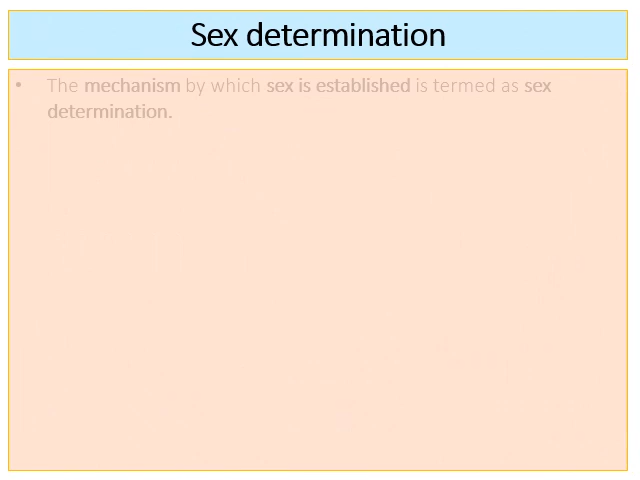 Sex determination
• The mechanism by which sex is established is termed as sex
determination.